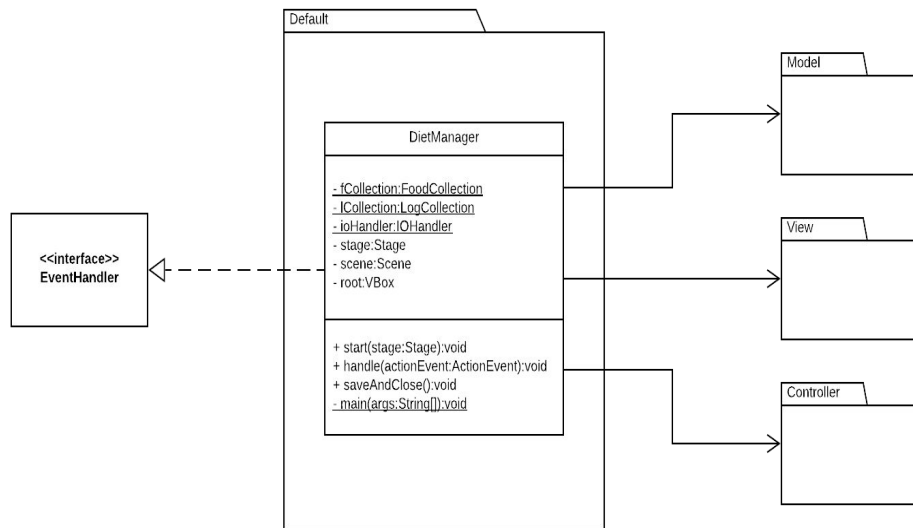 Default
DietManager
- fCollection:FoodCollection
- lCollection:LogCollection
- ioHandler:IOHandler
- stage:Stage
- scene:Scene
- root:VBox
+ start(stage:Stage):void
+ handle(actionEvent:ActionEvent):void
+ saveAndClose():void
- main(args:String[]):void
<<interface>>
EventHandler
Model
View
Controller